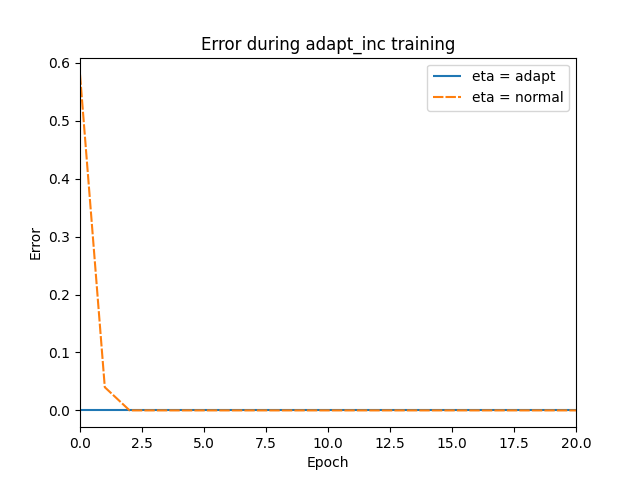 Error during adapt_inc training
eta = adapt
eta = normal
0.6
0.5
0.4
0.3
0.2
0.1
0.0
Error
0.0 2.5 5.0 7.5 10.0 12.5 15.0 17.5 20.0
Epoch